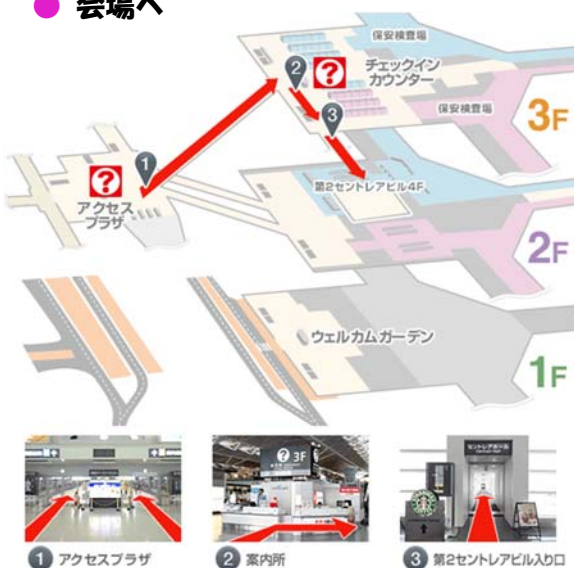 ● 会場へ
保安検査場
チェックイン
カウンター
保安検査場
3F
2
?
3
1
?
アクセス
プラザ
第2セントレアビル4F
2F
ウェルカムガーデン
1F
? 3F
セントレアホール
1 アクセスプラザ
2 案内所
3 第2セントレアビル入り口